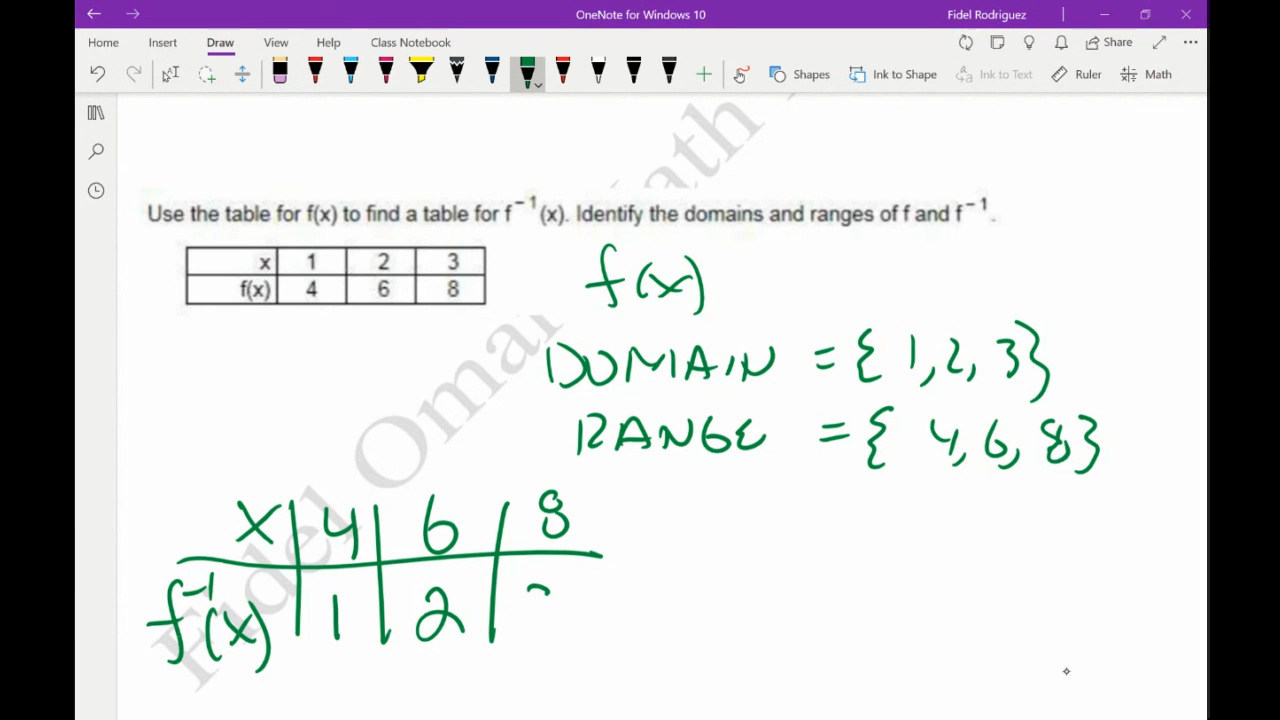 OneNote for Windows 10
Fidel Rodriguez
Home Insert Draw View Help Class Notebook
Share
Shapes Ink to Shape Ink to Text Ruler Math
Use the table for f(x) to find a table for f⁻¹(x). Identify the domains and ranges of f and f⁻¹.
x 1 2 3
f(x) 4 6 8
f(x)
DOMAIN = { 1, 2, 3}
RANGE = { 4, 6, 8}
x 4 6 8
f⁻¹(x) 1 2
Fidel Omar Math